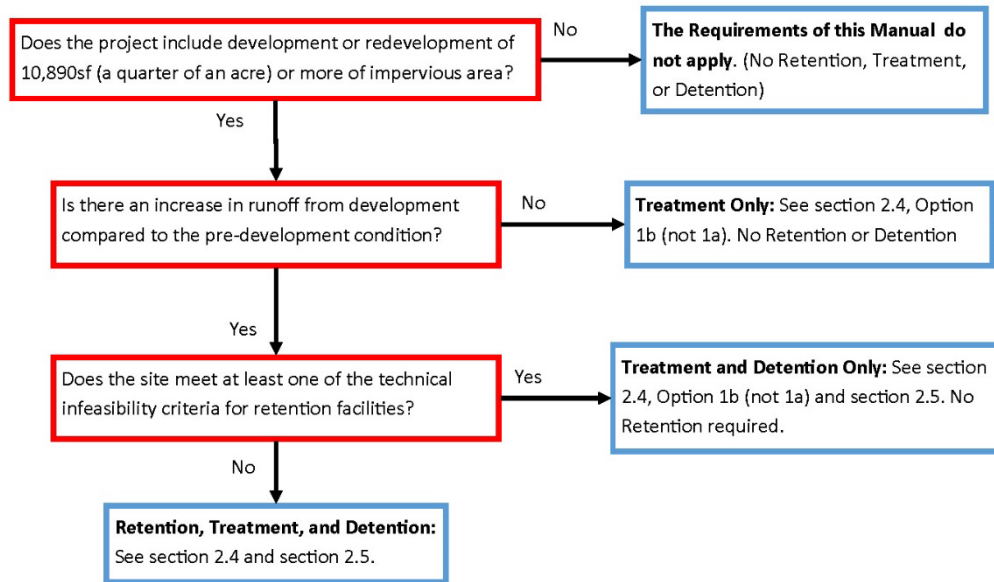 Does the project include development or redevelopment of
10,890sf (a quarter of an acre) or more of impervious area?
No
The Requirements of this Manual do
not apply. (No Retention, Treatment,
or Detention)
Yes
Is there an increase in runoff from development
compared to the pre-development condition?
No
Treatment Only: See section 2.4, Option
1b (not 1a). No Retention or Detention
Yes
Does the site meet at least one of the technical
infeasibility criteria for retention facilities?
Yes
Treatment and Detention Only: See section
2.4, Option 1b (not 1a) and section 2.5. No
Retention required.
No
Retention, Treatment, and Detention:
See section 2.4 and section 2.5.